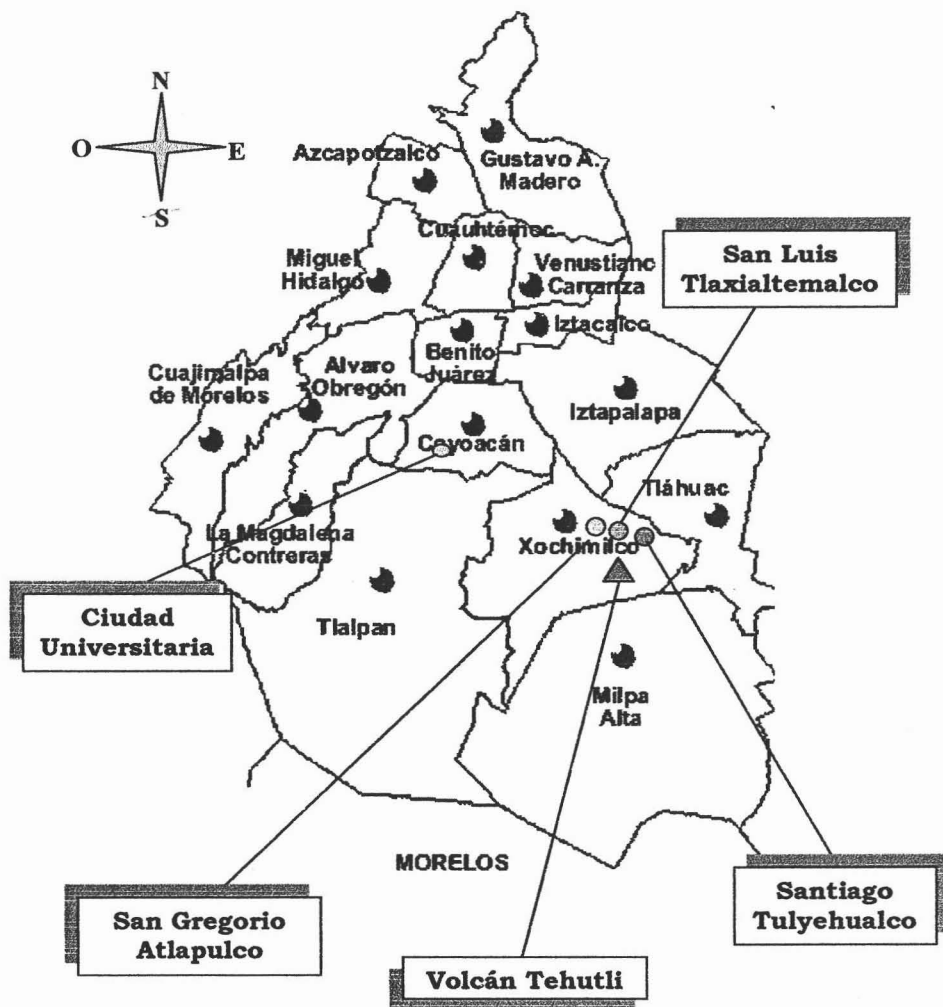 N
O
E
S
Azcapotzalco
Gustavo A.
Madero
Cuauhtémoc
Miguel
Hidalgo
Venustiano
Carranza
San Luis
Tlaxialtemalco
Iztacalco
Benito
Juárez
Cuajimalpa
de Morelos
Alvaro
Obregón
Iztapalapa
Coyoacán
Tláhuac
La Magdalena
Contreras
Xochimilco
Ciudad
Universitaria
Tlalpan
Milpa
Alta
MORELOS
San Gregorio
Atlapulco
Santiago
Tulyehualco
Volcán Tehutli